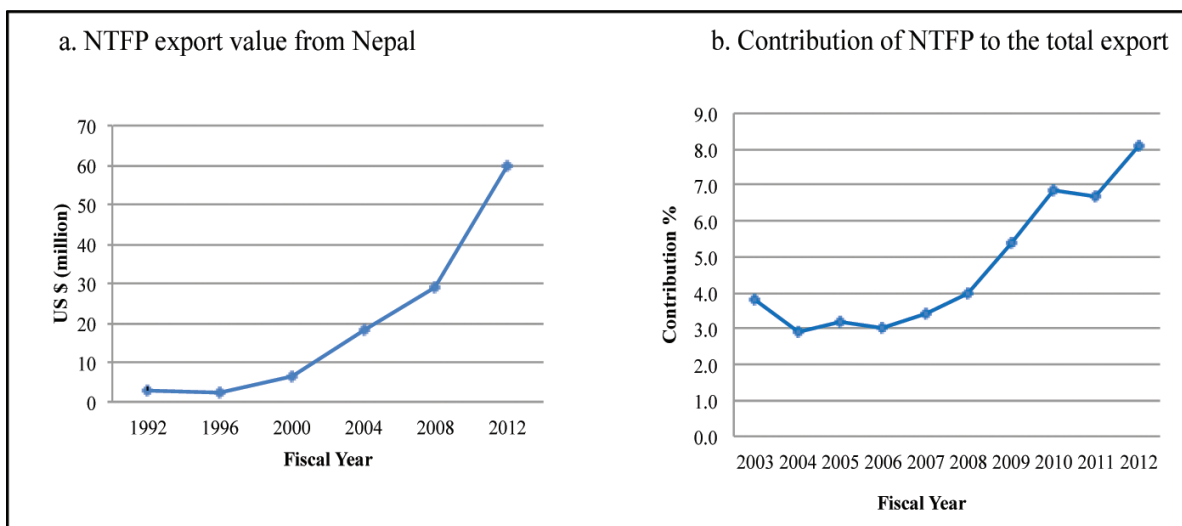 a. NTFP export value from Nepal
70
60
50
40
30
20
10
0
US $ (million)
1992 1996 2000 2004 2008 2012
Fiscal Year
b. Contribution of NTFP to the total export
9.0
8.0
7.0
6.0
5.0
4.0
3.0
2.0
1.0
0.0
Contribution %
2003 2004 2005 2006 2007 2008 2009 2010 2011 2012
Fiscal Year